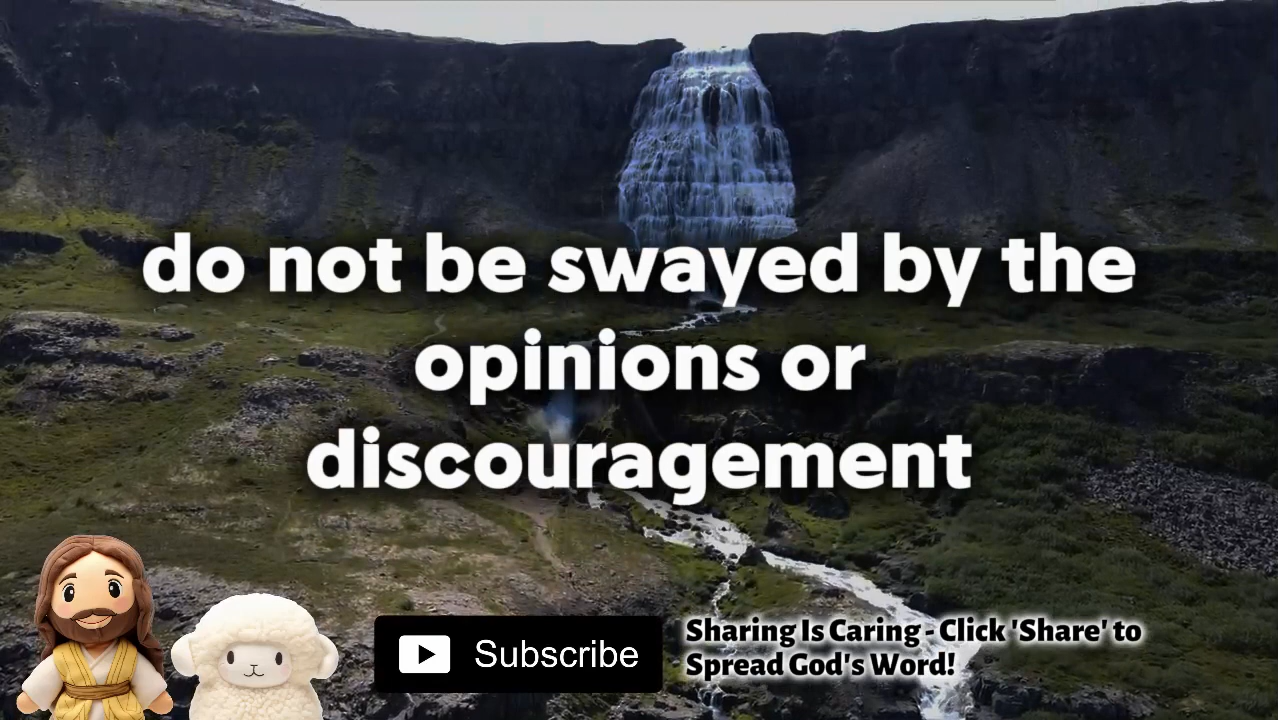 do not be swayed by the
opinions or
discouragement
Subscribe
Sharing Is Caring - Click 'Share' to
Spread God's Word!